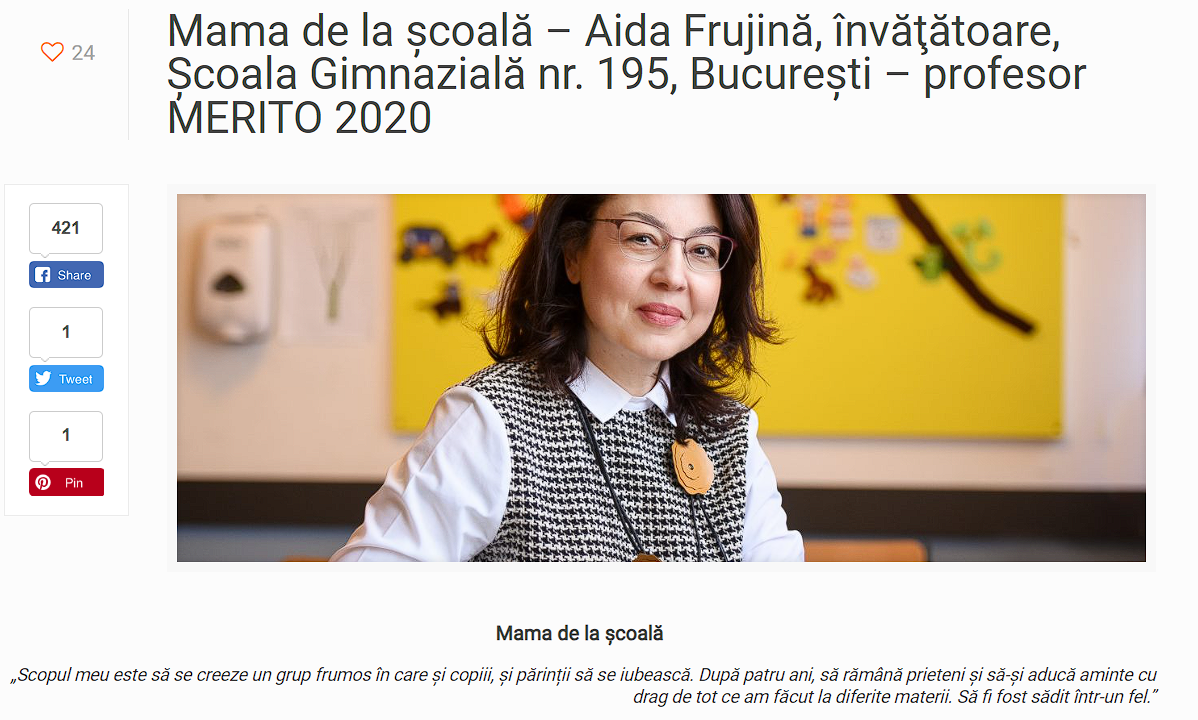 24
Mama de la școală – Aida Frujină, învăţătoare,
Școala Gimnazială nr. 195, București – profesor
MERITO 2020
421
Share
1
Tweet
1
Pin
Mama de la școală
„Scopul meu este să se creeze un grup frumos în care și copiii, și părinții să se iubească. După patru ani, să rămână prieteni și să-și aducă aminte cu
drag de tot ce am făcut la diferite materii. Să fi fost sădit într-un fel.”